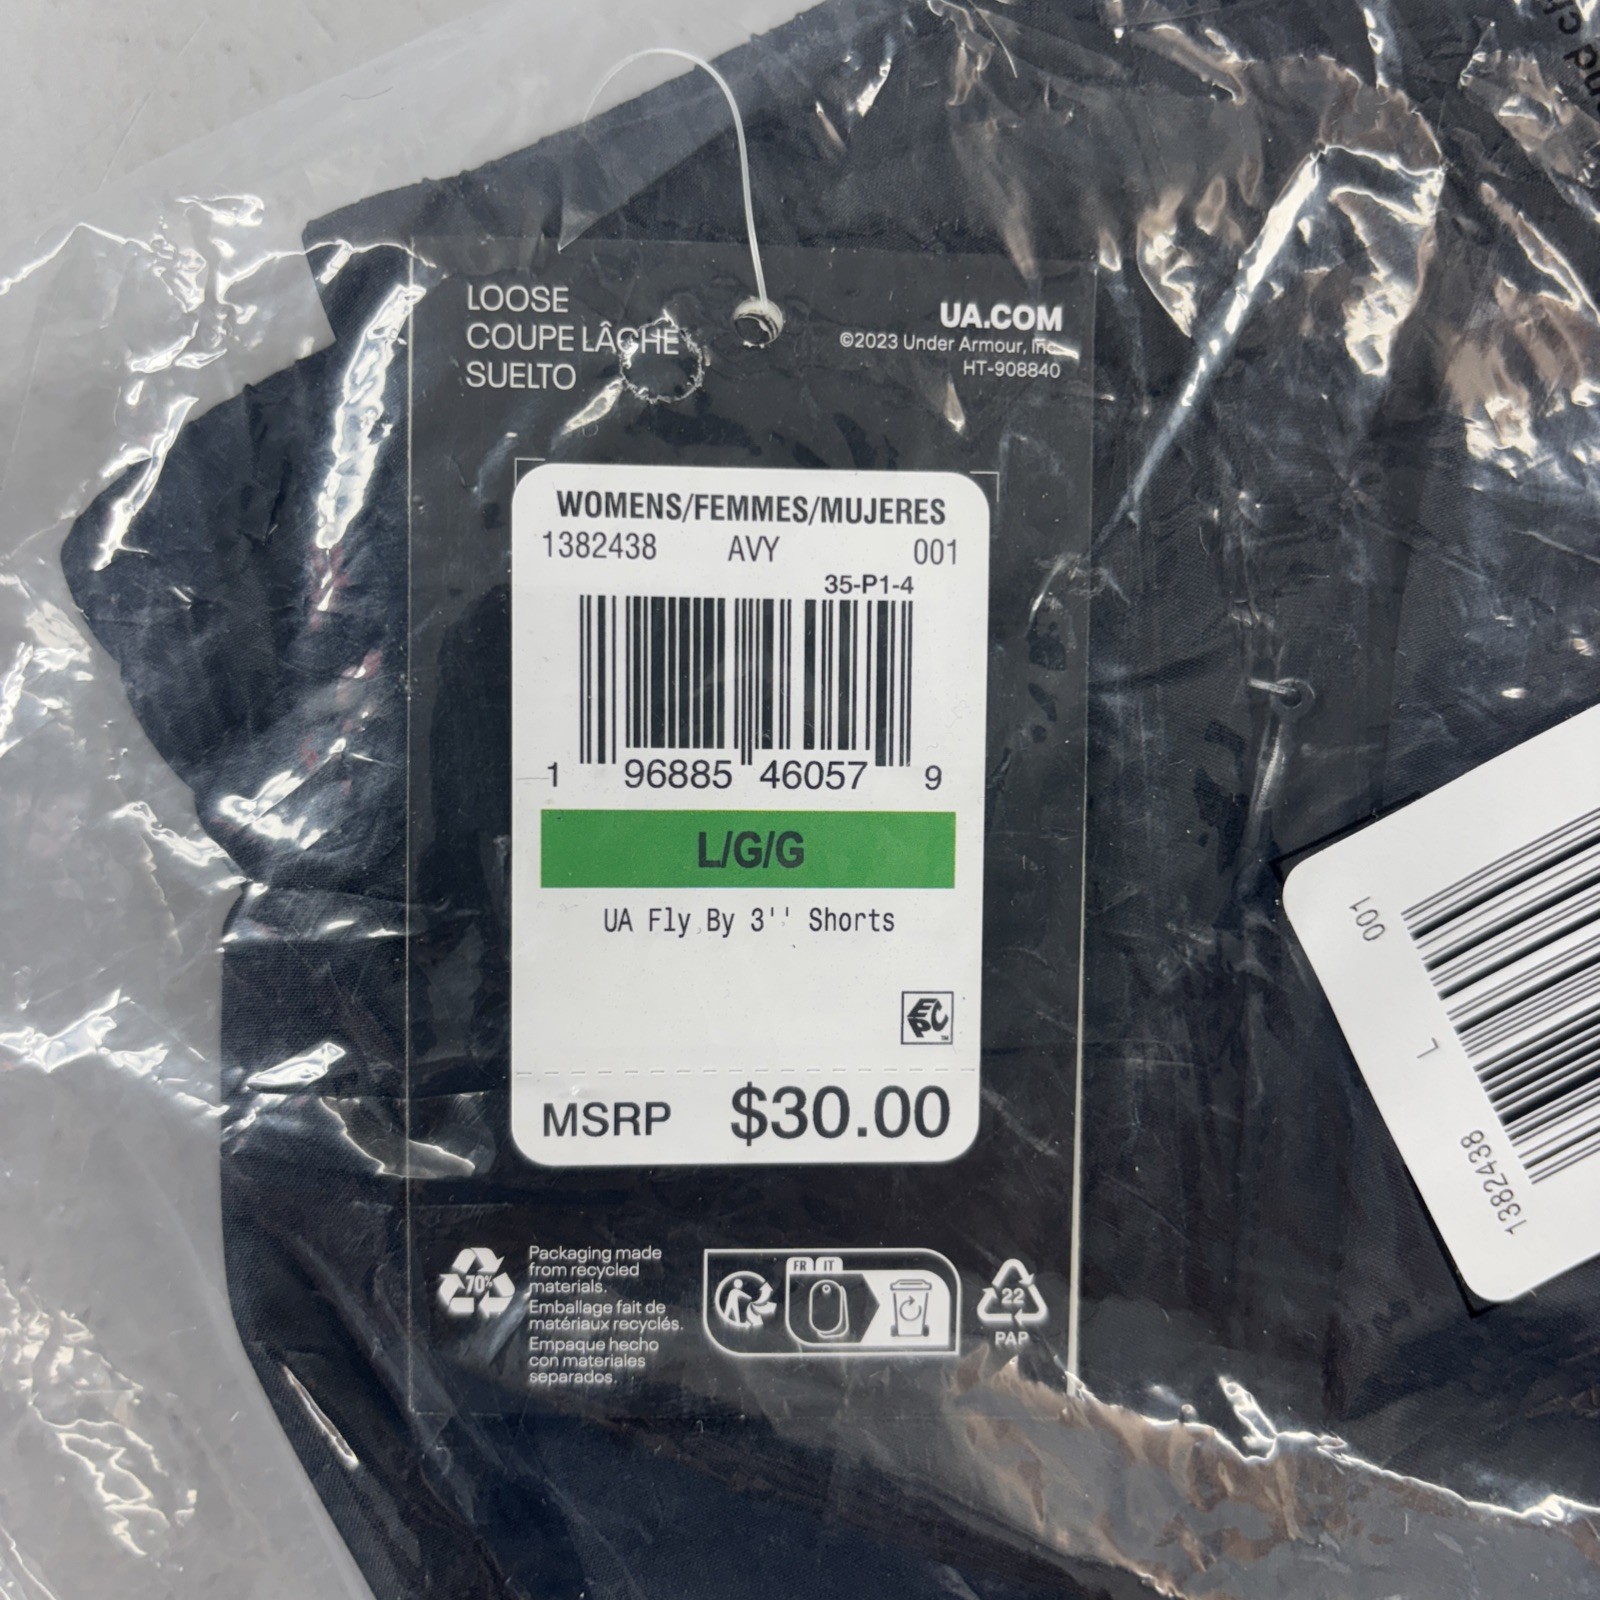 LOOSE
COUPE LÂCHE
SUELTO
UA.COM
©2023 Under Armour, Inc.
HT-908840
WOMENS/FEMMES/MUJERES
1382438 AVY 001
35-P1-4
1 96885 46057 9
L/G/G
UA Fly By 3'' Shorts
EPC
TM
MSRP $30.00
70%
Packaging made
from recycled
materials.
Emballage fait de
matériaux recyclés.
Empaque hecho
con materiales
separados.
FR IT
22
PAP
001
L
1382438